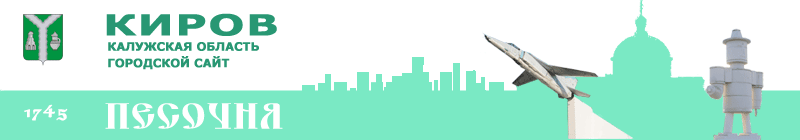 КИРОВ
КАЛУЖСКАЯ ОБЛАСТЬ
ГОРОДСКОЙ САЙТ
1745 ПЕСОЧНЯ